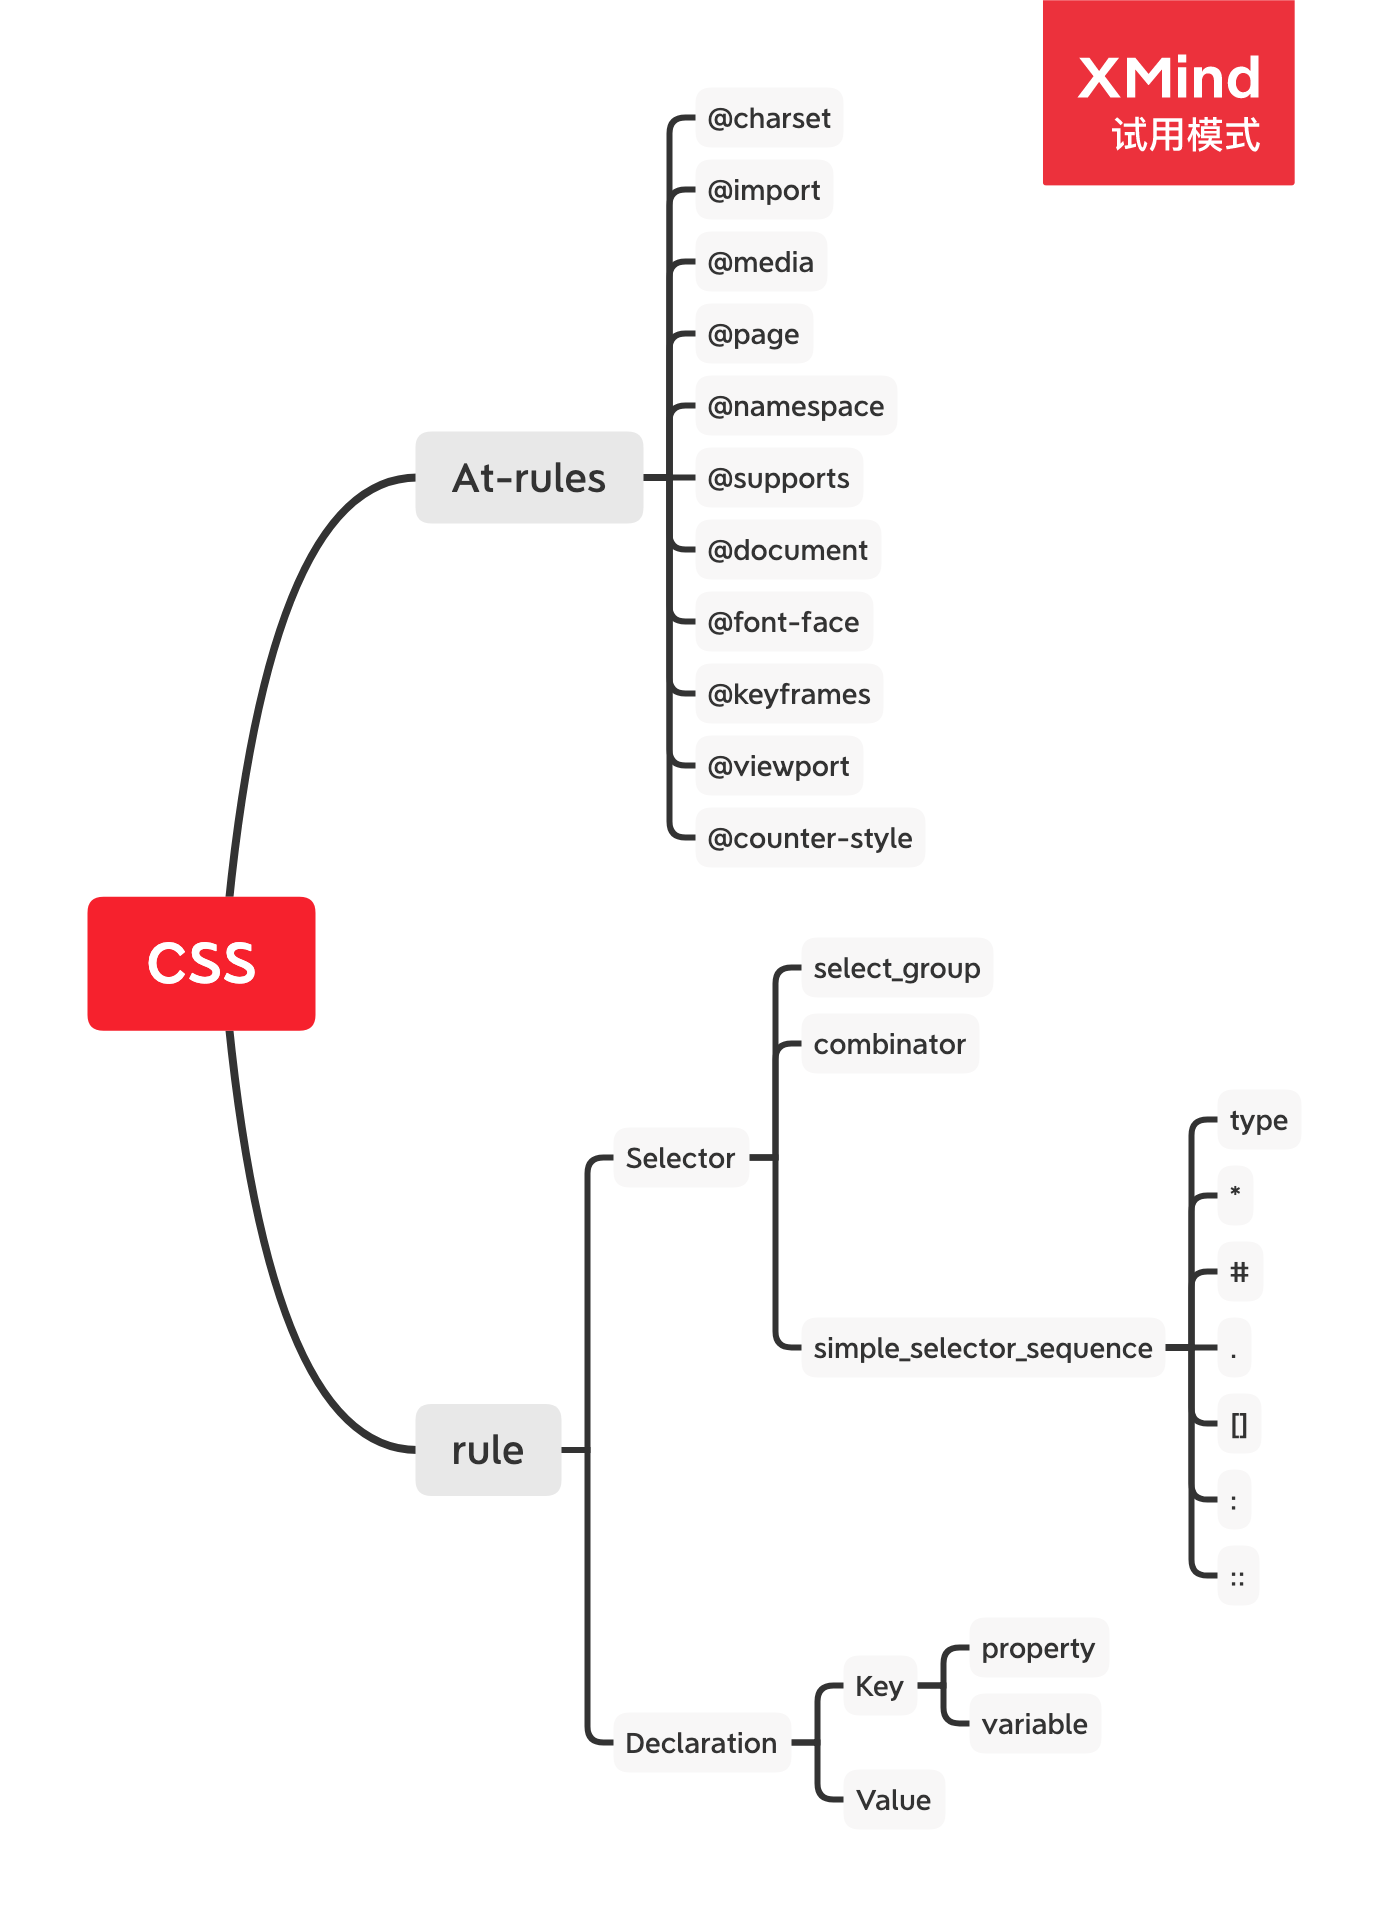 XMind
试用模式
@charset
@import
@media
@page
@namespace
At-rules
@supports
@document
@font-face
@keyframes
@viewport
@counter-style
CSS
select_group
combinator
type
Selector
*
#
simple_selector_sequence
.
[]
rule
:
::
property
Key
variable
Declaration
Value